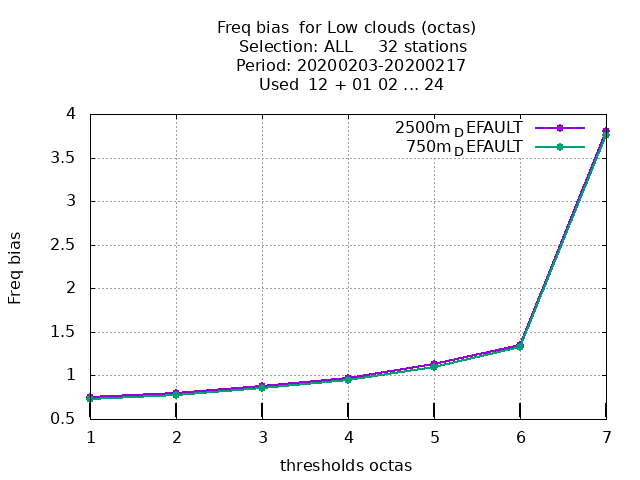 Freq bias  for Low clouds (octas)
Selection: ALL     32 stations
Period: 20200203-20200217
Used  12 + 01 02 ... 24
4
3.5
3
2.5
2
1.5
1
0.5
Freq bias
2500m_DEFAULT
750m_DEFAULT
1 2 3 4 5 6 7
thresholds octas